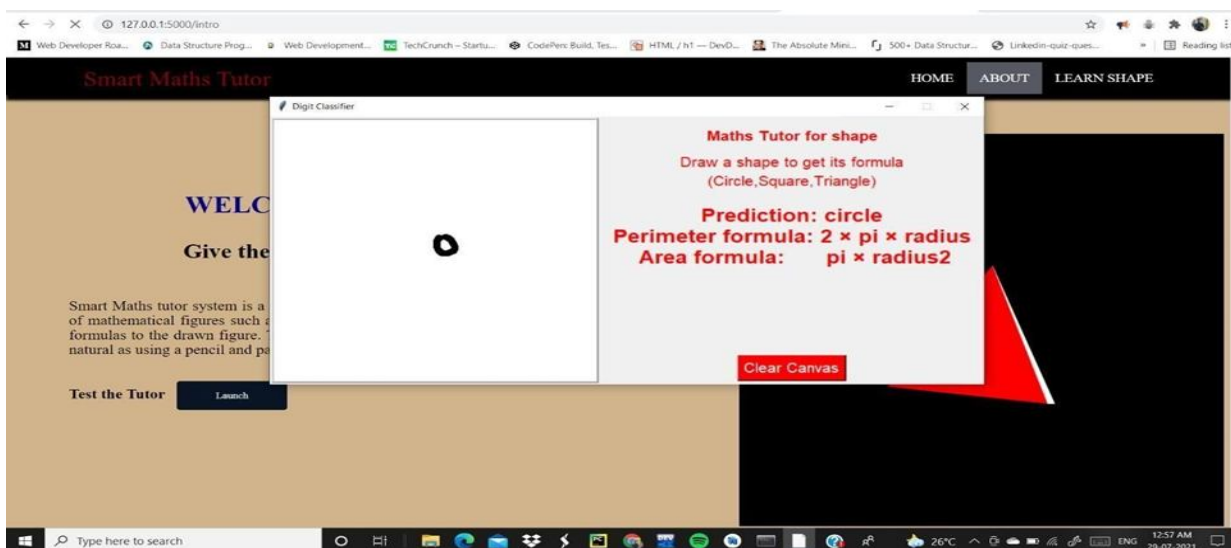 127.0.0.1:5000/intro
Web Developer Roa... Data Structure Prog... Web Development... TechCrunch – Startu... CodePen: Build, Tes... HTML / h1 — DevD... The Absolute Mini... 500+ Data Structur... Linkedin-quiz-ques... » Reading list
Smart Maths Tutor HOME ABOUT LEARN SHAPE
Digit Classifier
Maths Tutor for shape
Draw a shape to get its formula
(Circle,Square,Triangle)
Prediction: circle
Perimeter formula: 2 × pi × radius
Area formula: pi × radius2
Clear Canvas
WELC
Give the
Smart Maths tutor system is a
of mathematical figures such a
formulas to the drawn figure.
natural as using a pencil and pa
Test the Tutor Launch
Type here to search 26°C ENG 12:57 AM
29-07-2021